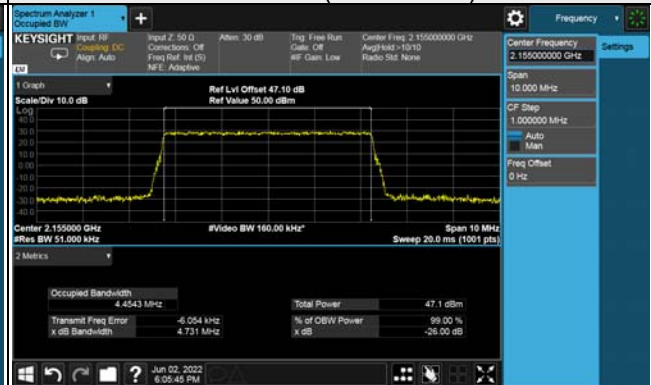 Spectrum Analyzer 1
Occupied BW
Frequency
KEYSIGHT
Input: RF
Coupling: DC
Align: Auto
Input Z: 50 Ω
Corrections: Off
Freq Ref: Int (S)
NFE: Adaptive
Atten: 30 dB
Trig: Free Run
Gate: Off
#IF Gain: Low
Center Freq: 2.155000000 GHz
Avg|Hold:>10/10
Radio Std: None
Center Frequency
2.155000000 GHz
Settings
Span
10.000 MHz
CF Step
1.000000 MHz
Auto
Man
Freq Offset
0 Hz
1 Graph
Scale/Div 10.0 dB
Ref Lvl Offset 47.10 dB
Ref Value 50.00 dBm
Log
40.0
30.0
20.0
10.0
0.00
-10.0
-20.0
-30.0
-40.0
Center 2.155000 GHz
#Res BW 51.000 kHz
#Video BW 160.00 kHz*
Span 10 MHz
Sweep 20.0 ms (1001 pts)
2 Metrics
Occupied Bandwidth
4.4543 MHz
Total Power 47.1 dBm
Transmit Freq Error -6.054 kHz
% of OBW Power 99.00 %
x dB Bandwidth 4.731 MHz
x dB -26.00 dB
Jun 02, 2022
6:05:45 PM